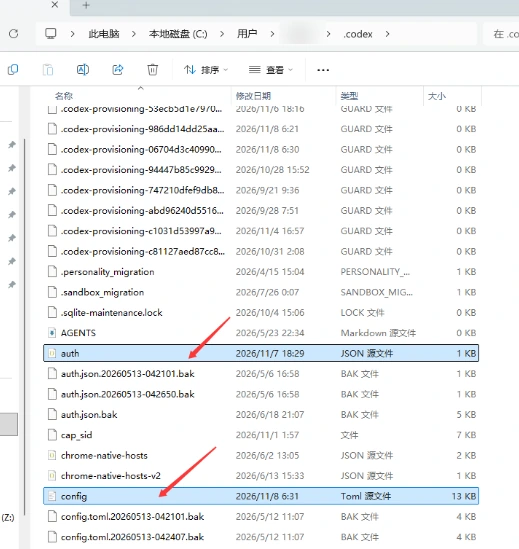 此电脑 › 本地磁盘 (C:) › 用户 › › .codex › 在 .co
排序 查看 ...
名称 修改日期 类型 大小
.codex-provisioning-53ecb5d1e7970... 2026/11/6 18:16 GUARD 文件 0 KB
.codex-provisioning-986dd14dd25aa... 2026/11/8 6:21 GUARD 文件 0 KB
.codex-provisioning-06704d3c40990... 2026/11/8 6:30 GUARD 文件 0 KB
.codex-provisioning-94447b85c9929... 2026/10/28 15:52 GUARD 文件 0 KB
.codex-provisioning-747210dfef9db8... 2026/9/21 9:36 GUARD 文件 0 KB
.codex-provisioning-abd96240d5516... 2026/9/28 7:51 GUARD 文件 0 KB
.codex-provisioning-c1031d53997a9... 2026/11/4 16:57 GUARD 文件 0 KB
.codex-provisioning-c81127aed87cc8... 2026/10/31 2:08 GUARD 文件 0 KB
.personality_migration 2026/4/15 15:04 PERSONALITY_... 1 KB
.sandbox_migration 2026/7/26 0:07 SANDBOX_MIG... 1 KB
.sqlite-maintenance.lock 2026/10/4 15:06 LOCK 文件 0 KB
AGENTS 2026/5/23 22:34 Markdown 源文件 0 KB
auth 2026/11/7 18:29 JSON 源文件 1 KB
auth.json.20260513-042101.bak 2026/5/6 16:58 BAK 文件 1 KB
auth.json.20260513-042650.bak 2026/5/6 16:58 BAK 文件 1 KB
auth.json.bak 2026/6/18 21:07 BAK 文件 5 KB
cap_sid 2026/11/1 1:57 文件 7 KB
chrome-native-hosts 2026/6/2 13:05 JSON 源文件 2 KB
chrome-native-hosts-v2 2026/6/13 15:33 JSON 源文件 1 KB
config 2026/11/8 6:31 Toml 源文件 13 KB
config.toml.20260513-042101.bak 2026/5/12 11:07 BAK 文件 4 KB
(Z:) config.toml.20260513-042407.bak 2026/5/12 11:07 BAK 文件 4 KB